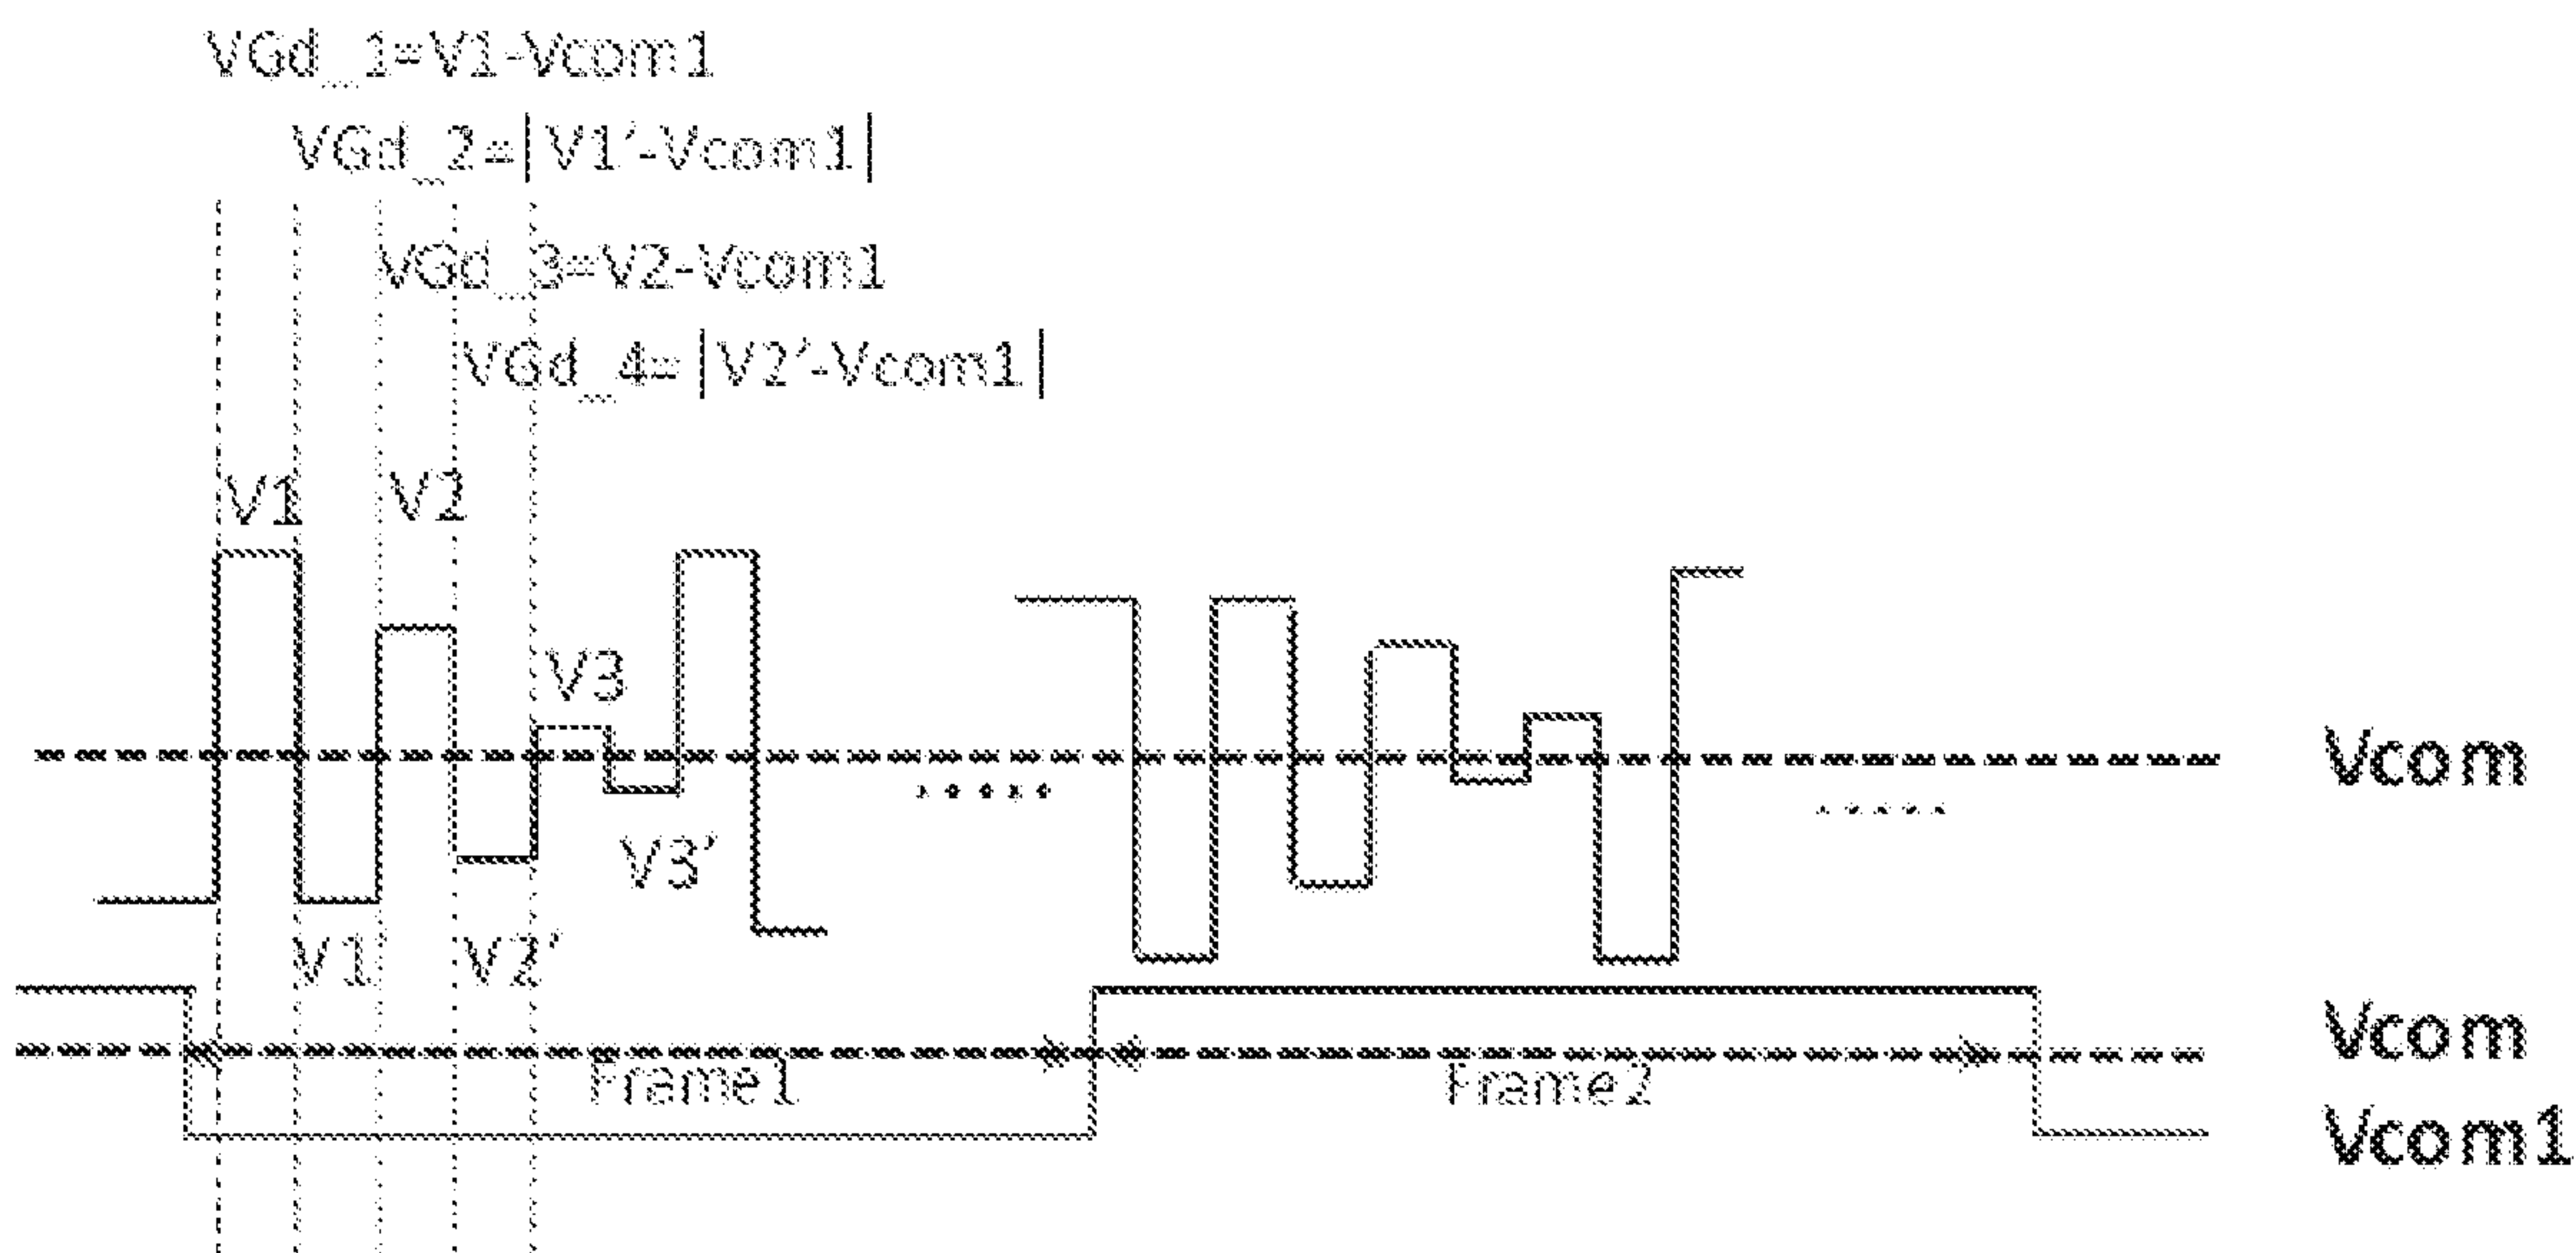 VGd_1=V1-Vcom1
VGd_2=|V1′-Vcom1|
VGd_3=V2-Vcom1
VGd_4=|V2′-Vcom1|
V1
V2
V3
Vcom
V3′
V1′
V2′
Vcom
Frame1
Frame2
Vcom1